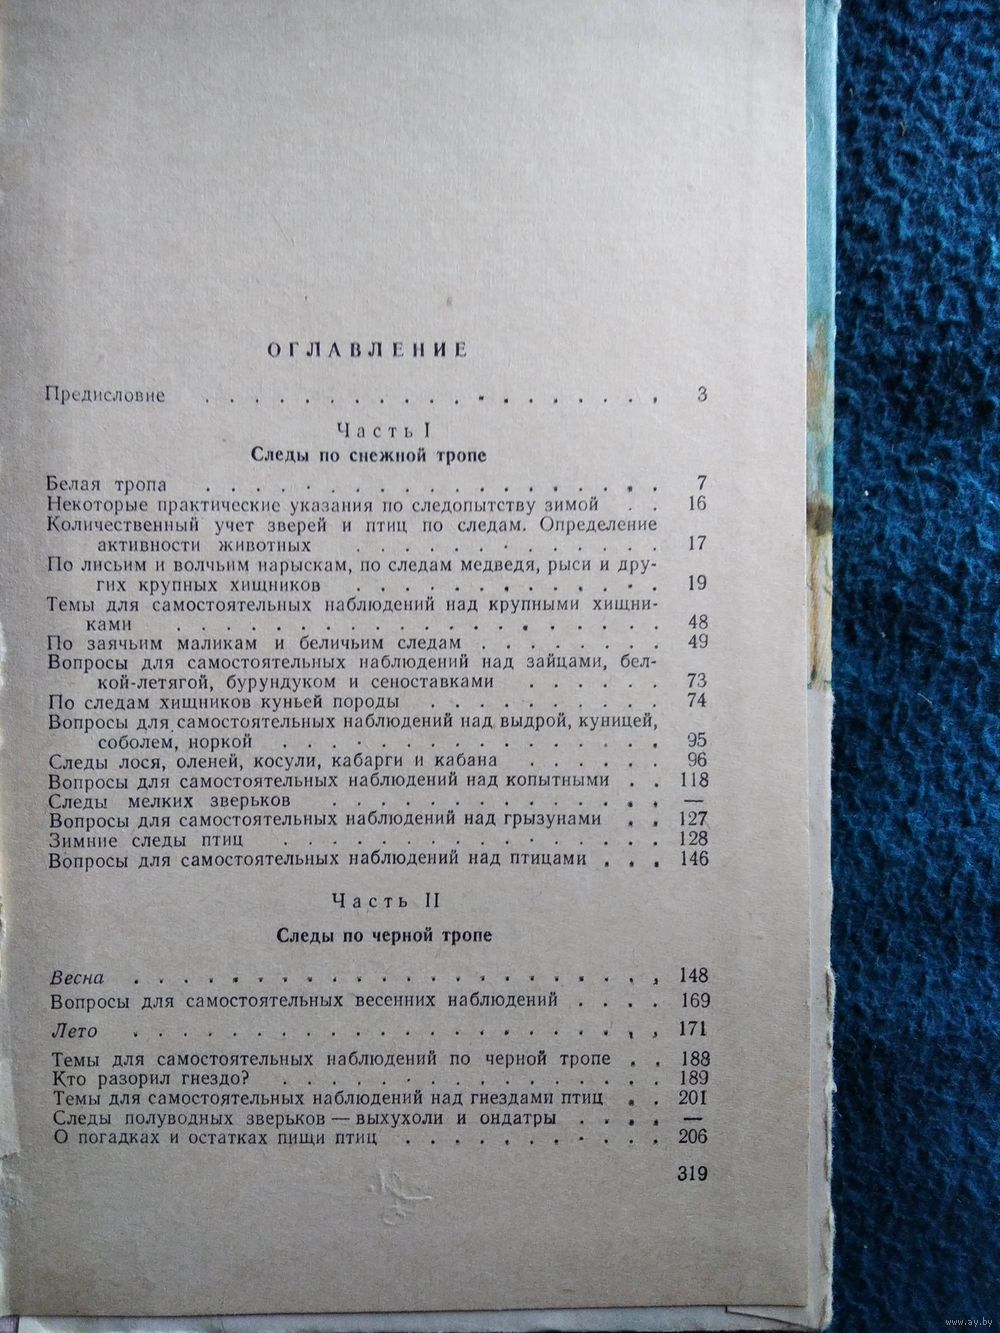 ОГЛАВЛЕНИЕ
Предисловие . . . . . . . . . . . . . . . . . . . 3
Часть I
Следы по снежной тропе
Белая тропа . . . . . . . . . . . . . . . . . . . 7
Некоторые практические указания по следопытству зимой . . 16
Количественный учет зверей и птиц по следам. Определение
активности животных . . . . . . . . . . . . . 17
По лисьим и волчьим нарыскам, по следам медведя, рыси и дру-
гих крупных хищников . . . . . . . . . . . . 19
Темы для самостоятельных наблюдений над крупными хищни-
ками . . . . . . . . . . . . . . . . . . 48
По заячьим маликам и беличьим следам . . . . . . . . 49
Вопросы для самостоятельных наблюдений над зайцами, бел-
кой-летягой, бурундуком и сеноставками . . . . . . 73
По следам хищников куньей породы . . . . . . . . . . 74
Вопросы для самостоятельных наблюдений над выдрой, куницей,
соболем, норкой . . . . . . . . . . . . . . . 95
Следы лося, оленей, косули, кабарги и кабана . . . . . . 96
Вопросы для самостоятельных наблюдений над копытными . . 118
Следы мелких зверьков . . . . . . . . . . . . . . —
Вопросы для самостоятельных наблюдений над грызунами . . 127
Зимние следы птиц . . . . . . . . . . . . . . . . 128
Вопросы для самостоятельных наблюдений над птицами . . . 146
Часть II
Следы по черной тропе
Весна . . . . . . . . . . . . . . . . . . . . . . 148
Вопросы для самостоятельных весенних наблюдений . . . . 169
Лето . . . . . . . . . . . . . . . . . . . . . . 171
Темы для самостоятельных наблюдений по черной тропе . . 188
Кто разорил гнездо? . . . . . . . . . . . . . . . . 189
Темы для самостоятельных наблюдений над гнездами птиц . . 201
Следы полуводных зверьков — выхухоли и ондатры . . . . —
О погадках и остатках пищи птиц . . . . . . . . . . . 206
319
www.ay.by